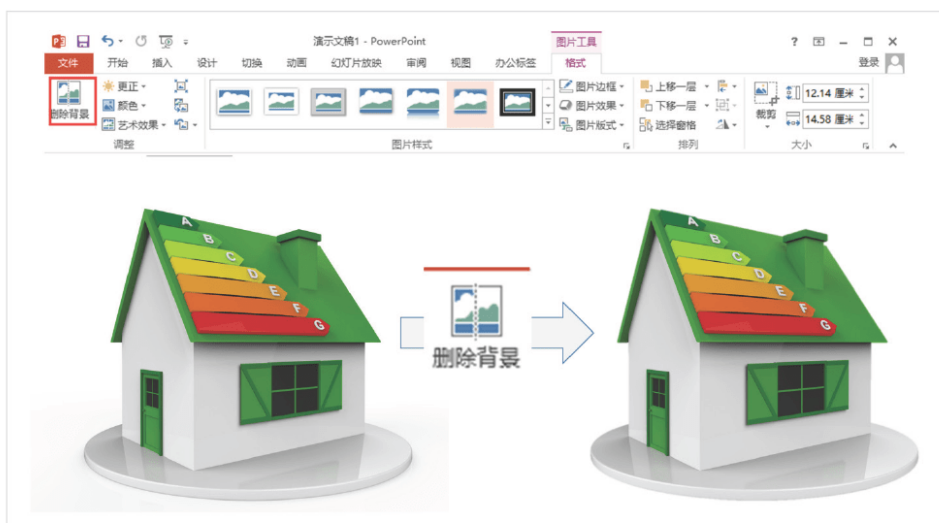 演示文稿1 - PowerPoint
图片工具
?
文件 开始 插入 设计 切换 动画 幻灯片放映 审阅 视图 办公标签 格式 登录
删除背景
更正
颜色
艺术效果
图片边框
图片效果
图片版式
上移一层
下移一层
选择窗格
裁剪
12.14 厘米
14.58 厘米
调整 图片样式 排列 大小
A
B
C
D
E
F
G
删除背景
A
B
C
D
E
F
G